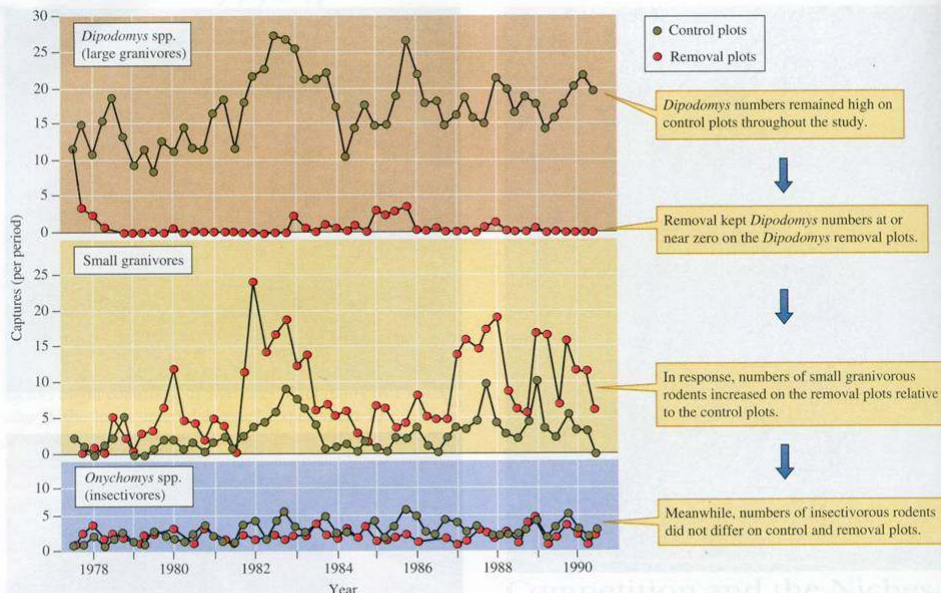 Dipodomys spp.
(large granivores)
Control plots
Removal plots
30
25
20
15
10
5
0
Dipodomys numbers remained high on
control plots throughout the study.
Removal kept Dipodomys numbers at or
near zero on the Dipodomys removal plots.
Captures (per period)
Small granivores
25
20
15
10
5
0
In response, numbers of small granivorous
rodents increased on the removal plots relative
to the control plots.
Onychomys spp.
(insectivores)
10
5
0
Meanwhile, numbers of insectivorous rodents
did not differ on control and removal plots.
1978 1980 1982 1984 1986 1988 1990
Year
Competition and the Niches